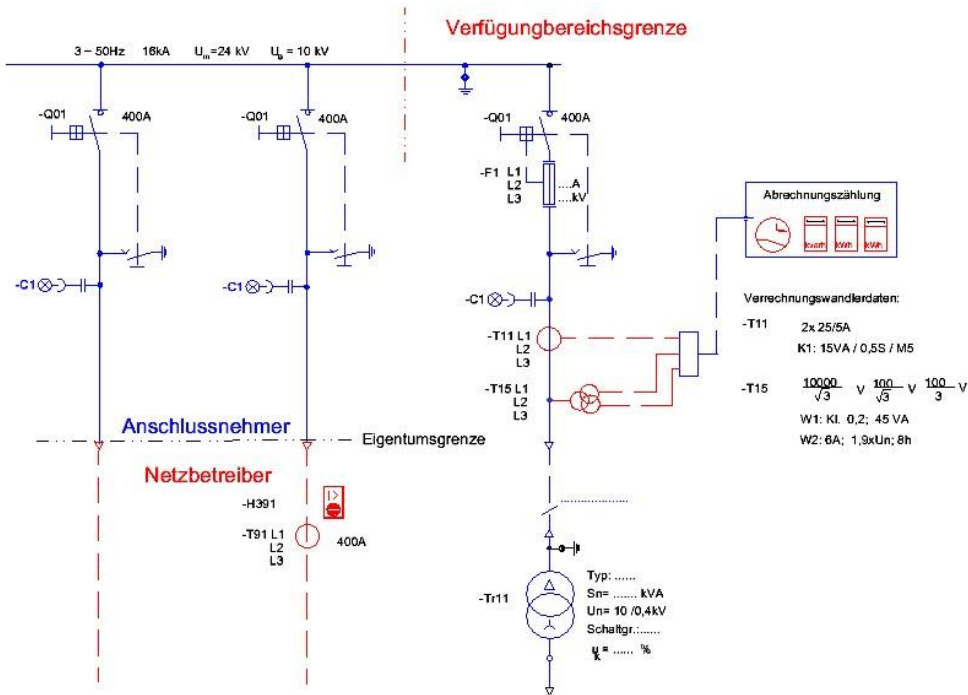 Verfügungbereichsgrenze
3 ~ 50Hz 16kA Um=24 kV Ub = 10 kV
-Q01 400A
-Q01 400A
-Q01 400A
-F1 L1
L2 ....A
L3 ....kV
Abrechnungszählung
kvarh kWh kWh
-C1
-C1
-C1
Verrechnungswandlerdaten:
-T11 2x 25/5A
K1: 15VA / 0,5S / M5
-T11 L1
L2
L3
-T15 10000/√3 V 100/√3 V 100/3 V
W1: Kl. 0,2; 45 VA
W2: 6A; 1,9xUn; 8h
-T15 L1
L2
L3
Anschlussnehmer
Eigentumsgrenze
Netzbetreiber
-H391
-T91 L1 400A
L2
L3
......................
-Tr11
Typ: ......
Sn= ....... kVA
Un= 10 /0,4kV
Schaltgr.:......
uk = ...... %